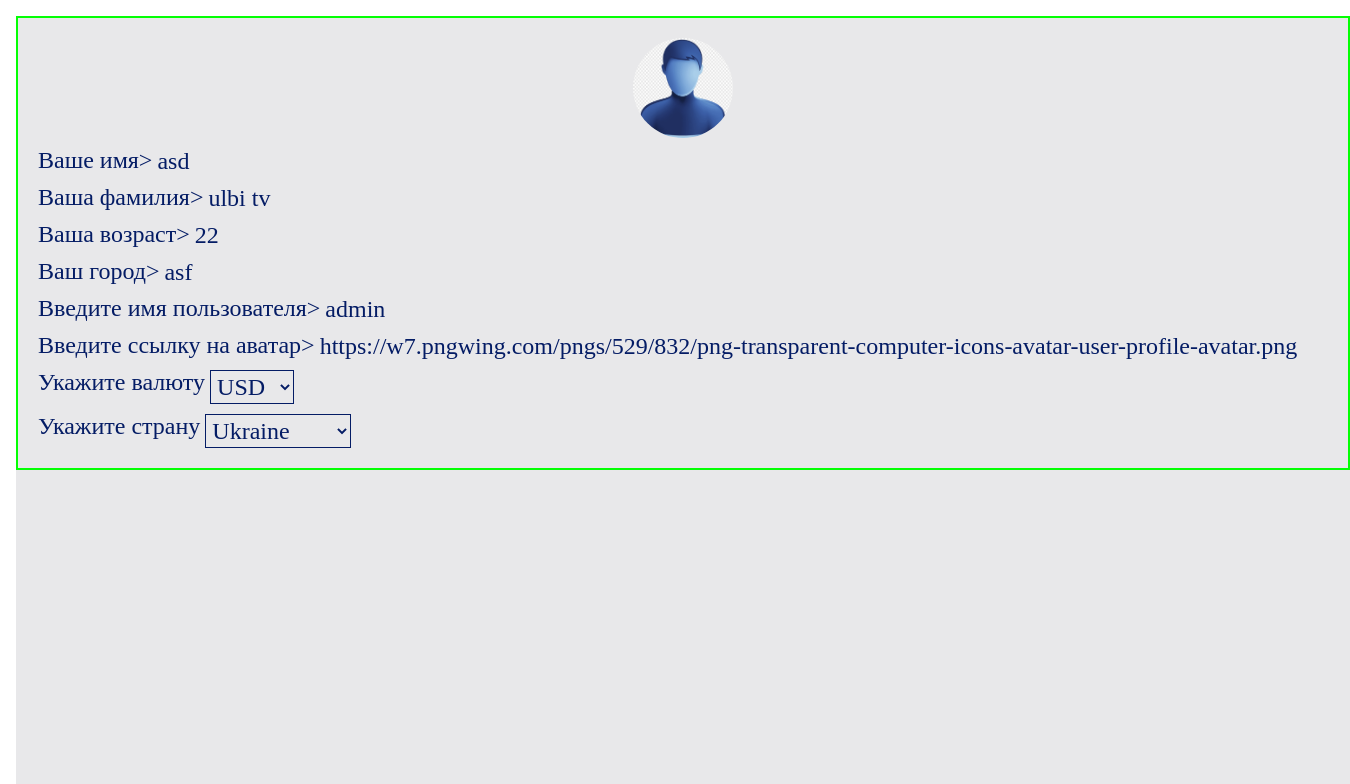 Ваше имя> asd
Ваша фамилия> ulbi tv
Ваша возраст> 22
Ваш город> asf
Введите имя пользователя> admin
Введите ссылку на аватар> https://w7.pngwing.com/pngs/529/832/png-transparent-computer-icons-avatar-user-profile-avatar.png
Укажите валюту USD
Укажите страну Ukraine